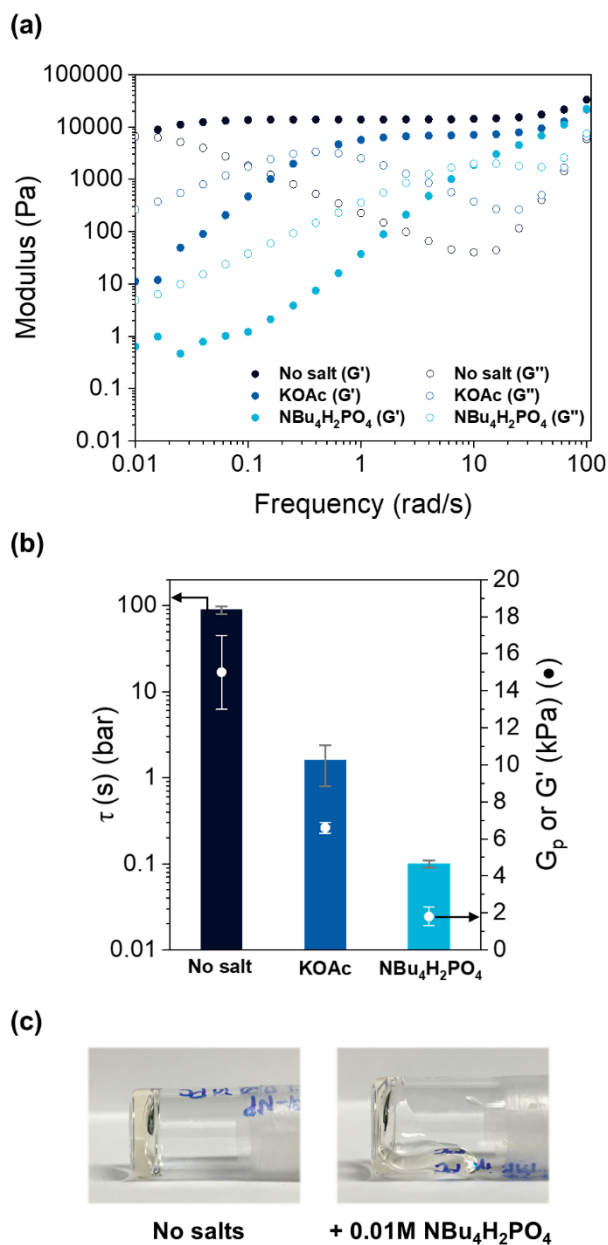 (a)
100000
10000
1000
100
10
1
0.1
0.01
Modulus (Pa)
No salt (G') No salt (G'')
KOAc (G') KOAc (G'')
NBu4H2PO4 (G') NBu4H2PO4 (G'')
0.01 0.1 1 10 100
Frequency (rad/s)
(b)
100
10
1
0.1
0.01
τ (s) (bar)
20
18
16
14
12
10
8
6
4
2
0
Gp or G' (kPa) (●)
No salt KOAc NBu4H2PO4
(c)
No salts + 0.01M NBu4H2PO4